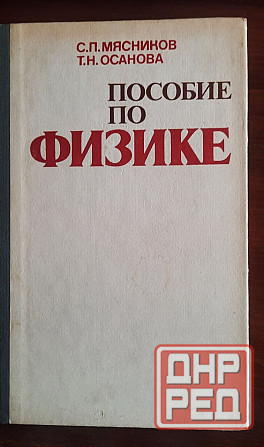 С.П.МЯСНИКОВ
Т.Н.ОСАНОВА
ПОСОБИЕ
ПО
ФИЗИКЕ
ДНР
РЕД